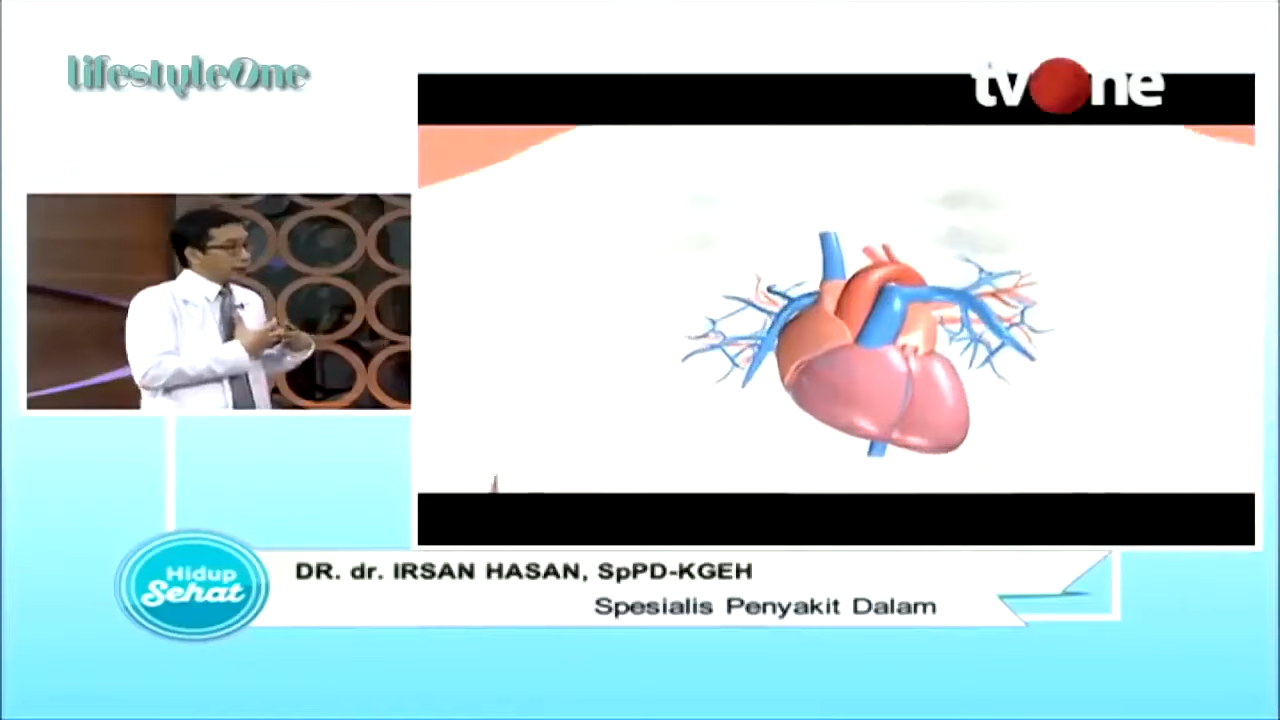 lifestyleOne
tvOne
Hidup
Sehat
DR. dr. IRSAN HASAN, SpPD-KGEH
Spesialis Penyakit Dalam